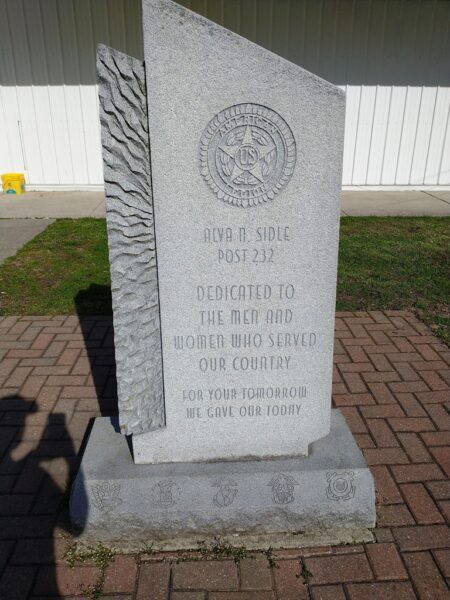 AMERICAN
US
LEGION
ALVA N. SIDLE
POST 232
DEDICATED TO
THE MEN AND
WOMEN WHO SERVED
OUR COUNTRY
FOR YOUR TOMORROW
WE GAVE OUR TODAY